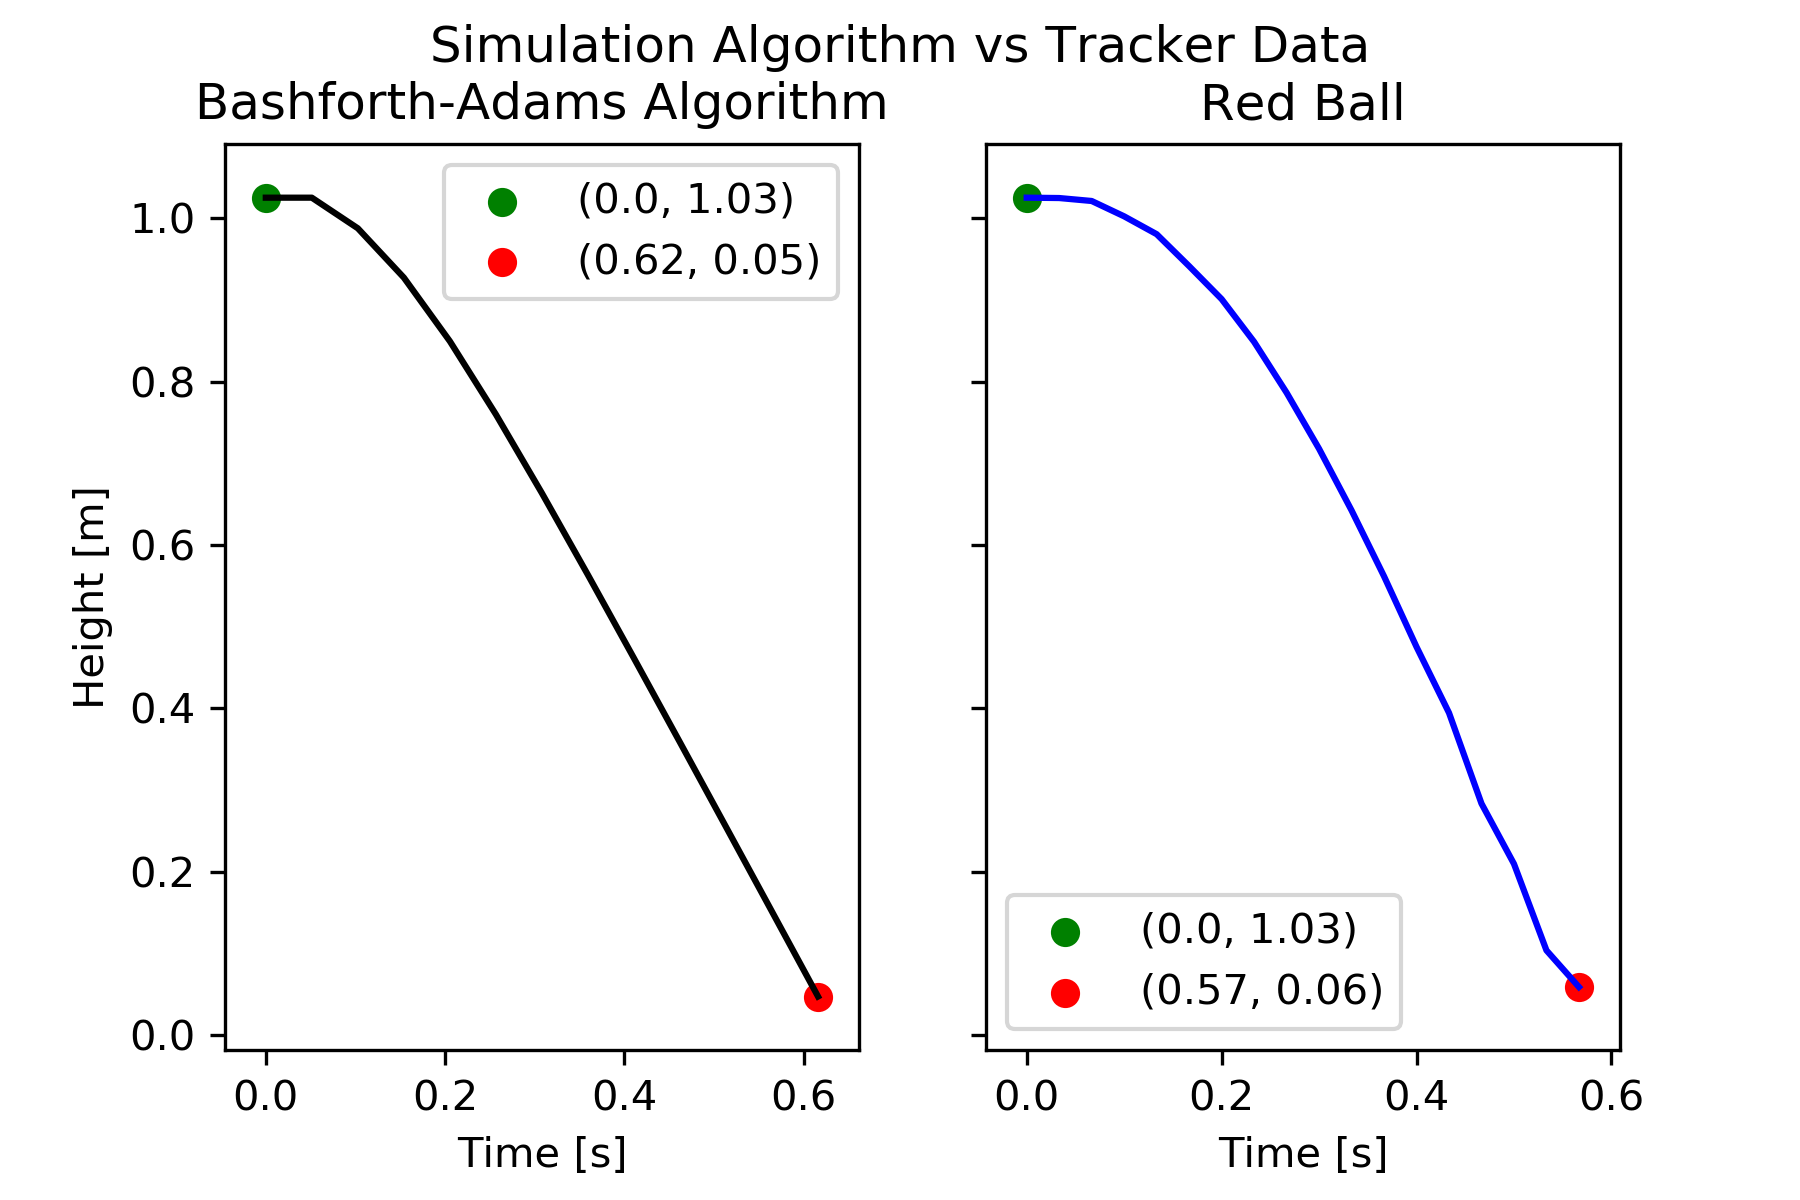 Simulation Algorithm vs Tracker Data
Bashforth-Adams Algorithm
(0.0, 1.03)
(0.62, 0.05)
Height [m]
1.0
0.8
0.6
0.4
0.2
0.0
0.0 0.2 0.4 0.6
Time [s]
Red Ball
(0.0, 1.03)
(0.57, 0.06)
0.0 0.2 0.4 0.6
Time [s]